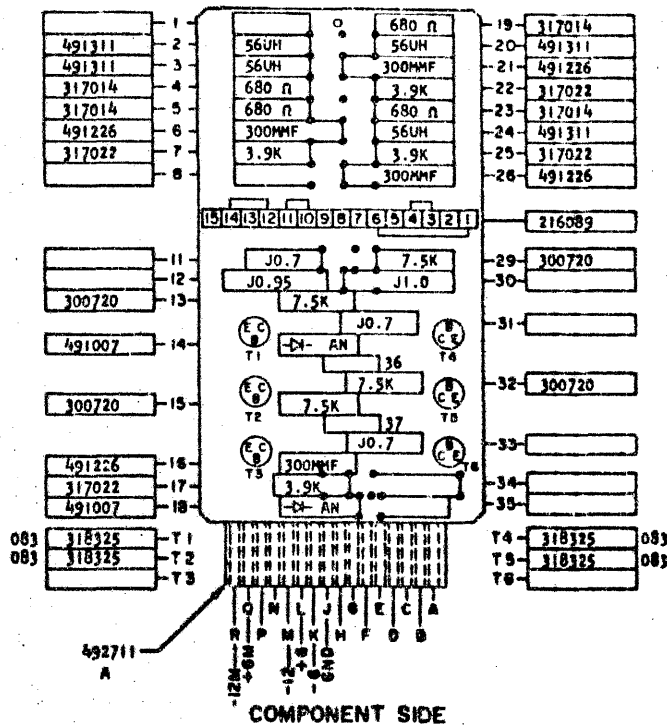 1
491311 2 56UH
491311 3 56UH
317014 4 680 Ω
317014 5 680 Ω
491226 6 300MMF
317022 7 3.9K
8
680 Ω 19 317014
56UH 20 491311
300MMF 21 491226
3.9K 22 317022
680 Ω 23 317014
56UH 24 491311
3.9K 25 317022
300MMF 26 491226
15 14 13 12 11 10 9 8 7 6 5 4 3 2 1 216089
11 J0.7 7.5K 29 300720
12 J0.95 J1.0 30
300720 13 7.5K
J0.7 31
E C B T1 B C E T4
491007 14 AN
36
7.5K 32 300720
E C B T2 B C E T5
300720 15 7.5K
37
J0.7 33
E C B T3 B C E T6
491226 16 300MMF
317022 17 3.9K 34
491007 18 AN 35
083 318325 T1 T4 318325 083
083 318325 T2 T5 318325 083
T3 T6
R Q P N M L K J H G F E D C B A
-12M +6M -12 +6 -6 GND
492711
A
COMPONENT SIDE